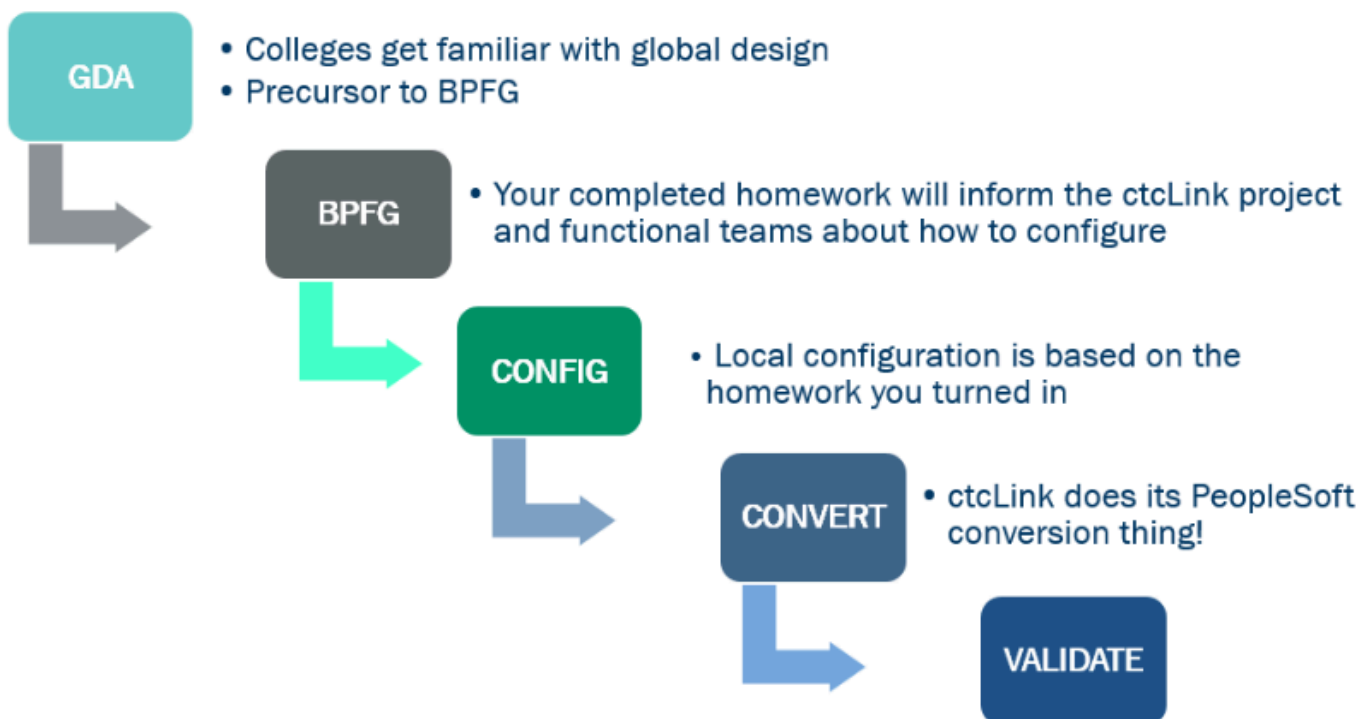 GDA
• Colleges get familiar with global design
• Precursor to BPFG
BPFG
• Your completed homework will inform the ctcLink project
and functional teams about how to configure
CONFIG
• Local configuration is based on the
homework you turned in
CONVERT
• ctcLink does its PeopleSoft
conversion thing!
VALIDATE